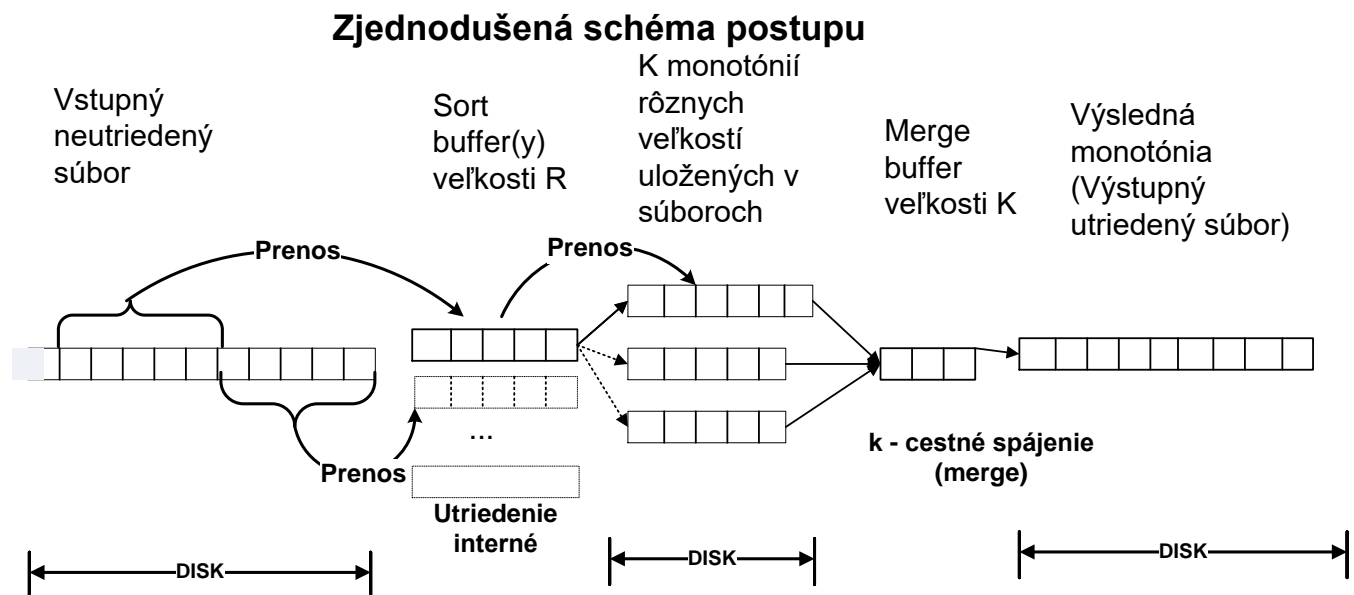 Zjednodušená schéma postupu
Vstupný
neutriedený
súbor
Sort
buffer(y)
veľkosti R
K monotónií
rôznych
veľkostí
uložených v
súboroch
Merge
buffer
veľkosti K
Výsledná
monotónia
(Výstupný
utriedený súbor)
Prenos
Prenos
...
Prenos
Utriedenie
interné
k - cestné spájenie
(merge)
DISK
DISK
DISK